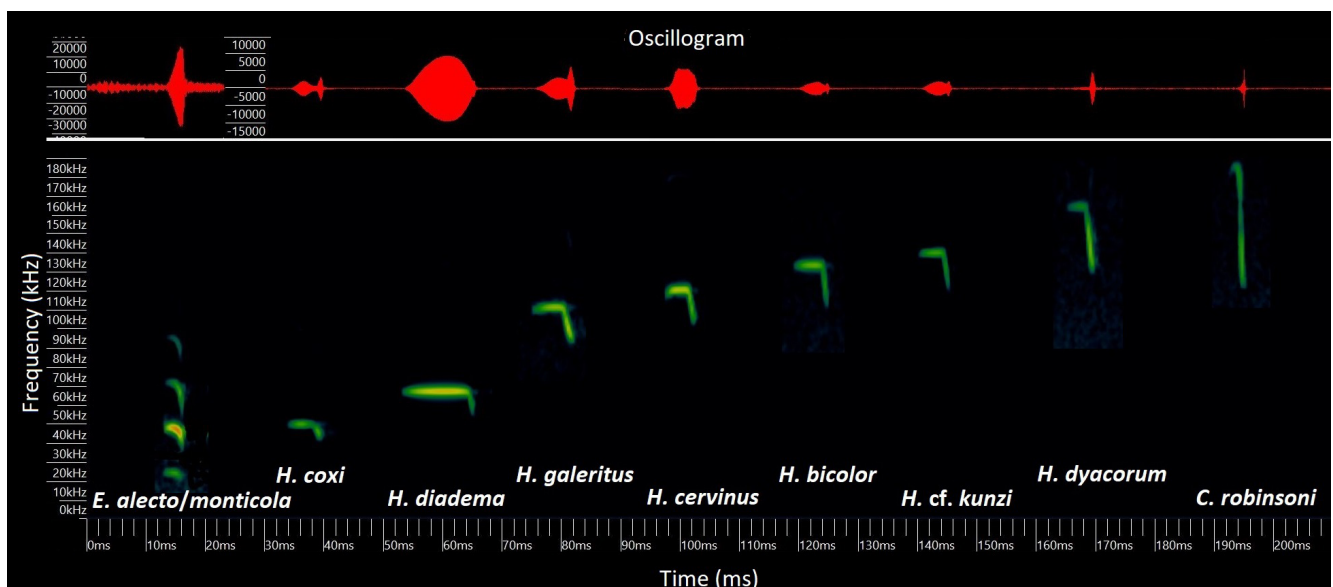 Oscillogram
20000
10000
0
-10000
-20000
-30000
10000
5000
0
-5000
-10000
-15000
Frequency (kHz)
180kHz
170kHz
160kHz
150kHz
140kHz
130kHz
120kHz
110kHz
100kHz
90kHz
80kHz
70kHz
60kHz
50kHz
40kHz
30kHz
20kHz
10kHz
0kHz
E. alecto/monticola
H. coxi
H. diadema
H. galeritus
H. cervinus
H. bicolor
H. cf. kunzi
H. dyacorum
C. robinsoni
0ms 10ms 20ms 30ms 40ms 50ms 60ms 70ms 80ms 90ms 100ms 110ms 120ms 130ms 140ms 150ms 160ms 170ms 180ms 190ms 200ms
Time (ms)